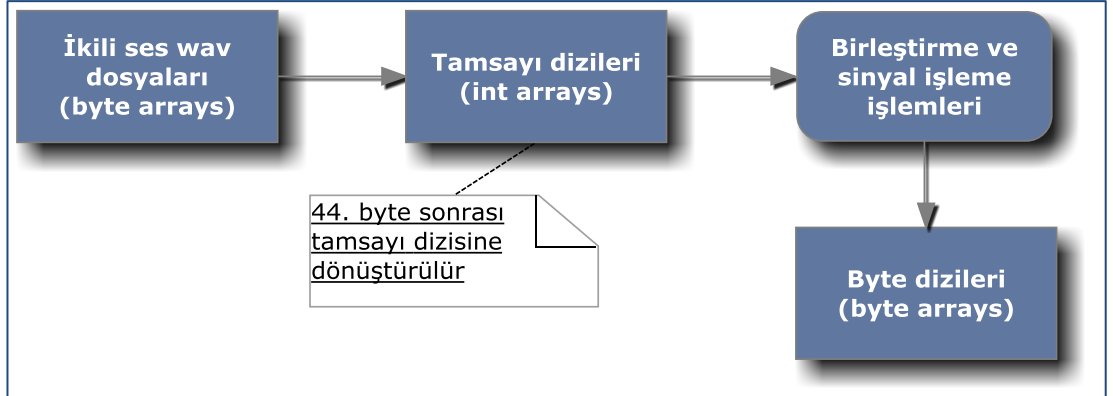 İkili ses wav
dosyaları
(byte arrays)
Tamsayı dizileri
(int arrays)
Birleştirme ve
sinyal işleme
işlemleri
44. byte sonrası
tamsayı dizisine
dönüştürülür
Byte dizileri
(byte arrays)